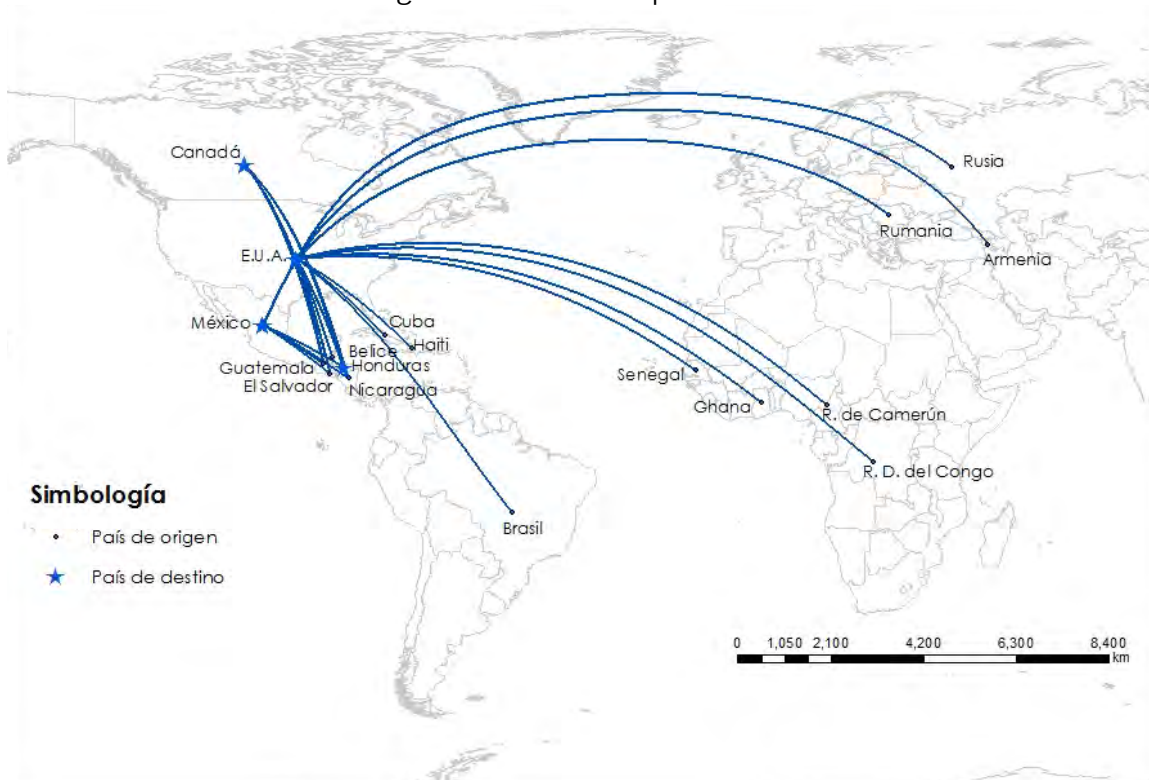 Canadá
Rusia
Rumania
E.U.A.
Armenia
México
Cuba
Haiti
Belice
Guatemala
Honduras
El Salvador
Nicaragua
Senegal
Ghana
R. de Camerún
R. D. del Congo
Brasil
Simbología
País de origen
País de destino
0 1,050 2,100 4,200 6,300 8,400
km